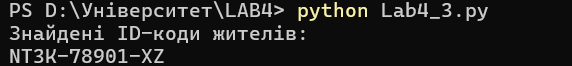 PS D:\Університет\LAB4> python Lab4_3.py
Знайдені ID-коди жителів:
NT3K-78901-XZ